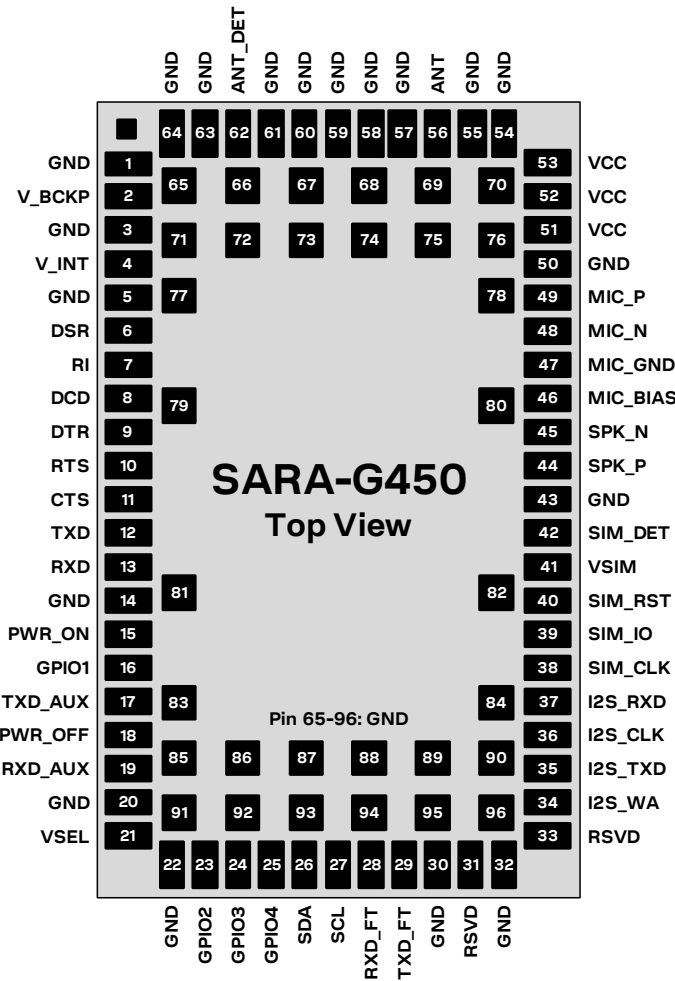 GND GND ANT_DET GND GND GND GND GND ANT GND GND
64 63 62 61 60 59 58 57 56 55 54
GND 1 53 VCC
65 66 67 68 69 70
V_BCKP 2 52 VCC
GND 3 51 VCC
71 72 73 74 75 76
V_INT 4 50 GND
GND 5 77 78 49 MIC_P
DSR 6 48 MIC_N
RI 7 47 MIC_GND
DCD 8 79 80 46 MIC_BIAS
DTR 9 45 SPK_N
RTS 10 44 SPK_P
SARA-G450
CTS 11 43 GND
Top View
TXD 12 42 SIM_DET
RXD 13 41 VSIM
81 82
GND 14 40 SIM_RST
PWR_ON 15 39 SIM_IO
GPIO1 16 38 SIM_CLK
TXD_AUX 17 83 84 37 I2S_RXD
Pin 65-96: GND
PWR_OFF 18 36 I2S_CLK
85 86 87 88 89 90
RXD_AUX 19 35 I2S_TXD
GND 20 34 I2S_WA
91 92 93 94 95 96
VSEL 21 33 RSVD
22 23 24 25 26 27 28 29 30 31 32
GND GPIO2 GPIO3 GPIO4 SDA SCL RXD_FT TXD_FT GND RSVD GND